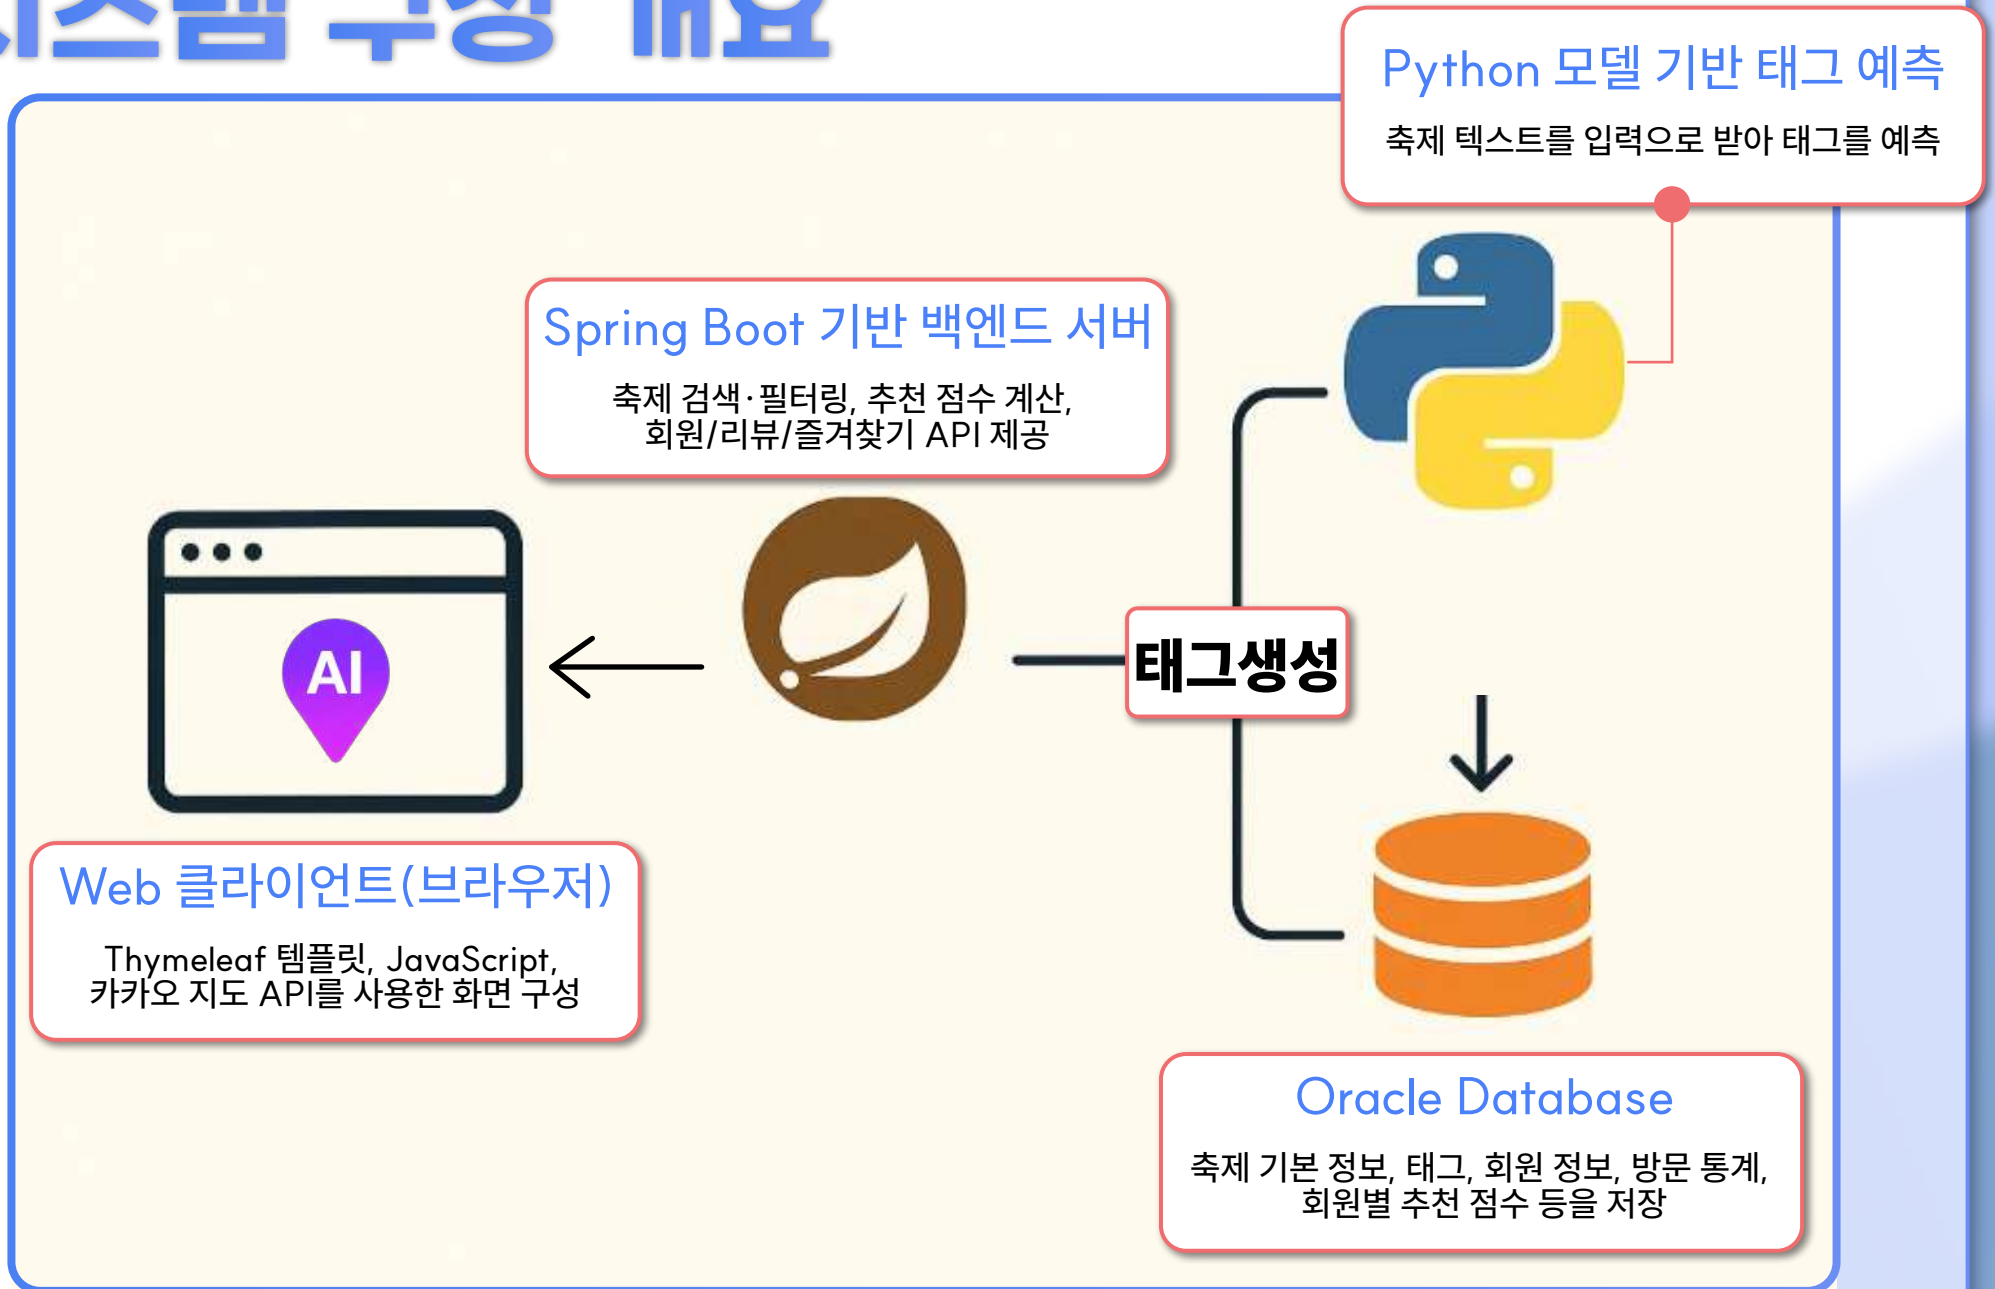 구성 개요
Python 모델 기반 태그 예측
축제 텍스트를 입력으로 받아 태그를 예측
Spring Boot 기반 백엔드 서버
축제 검색·필터링, 추천 점수 계산,
회원/리뷰/즐겨찾기 API 제공
AI
태그생성
Web 클라이언트(브라우저)
Thymeleaf 템플릿, JavaScript,
카카오 지도 API를 사용한 화면 구성
Oracle Database
축제 기본 정보, 태그, 회원 정보, 방문 통계,
회원별 추천 점수 등을 저장